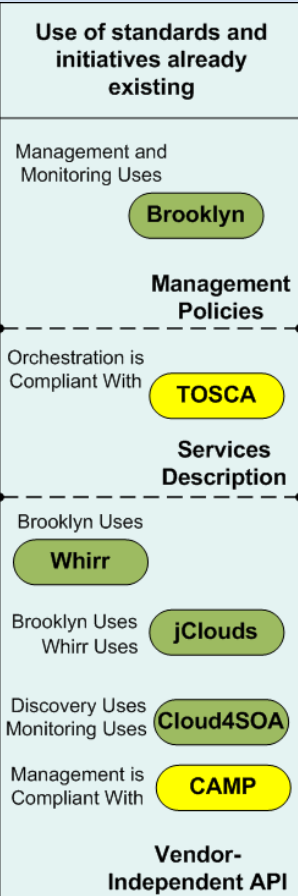 Use of standards and
initiatives already
existing
Management and
Monitoring Uses
Brooklyn
Management
Policies
Orchestration is
Compliant With
TOSCA
Services
Description
Brooklyn Uses
Whirr
Brooklyn Uses
Whirr Uses
jClouds
Discovery Uses
Monitoring Uses
Cloud4SOA
Management is
Compliant With
CAMP
Vendor-
Independent API